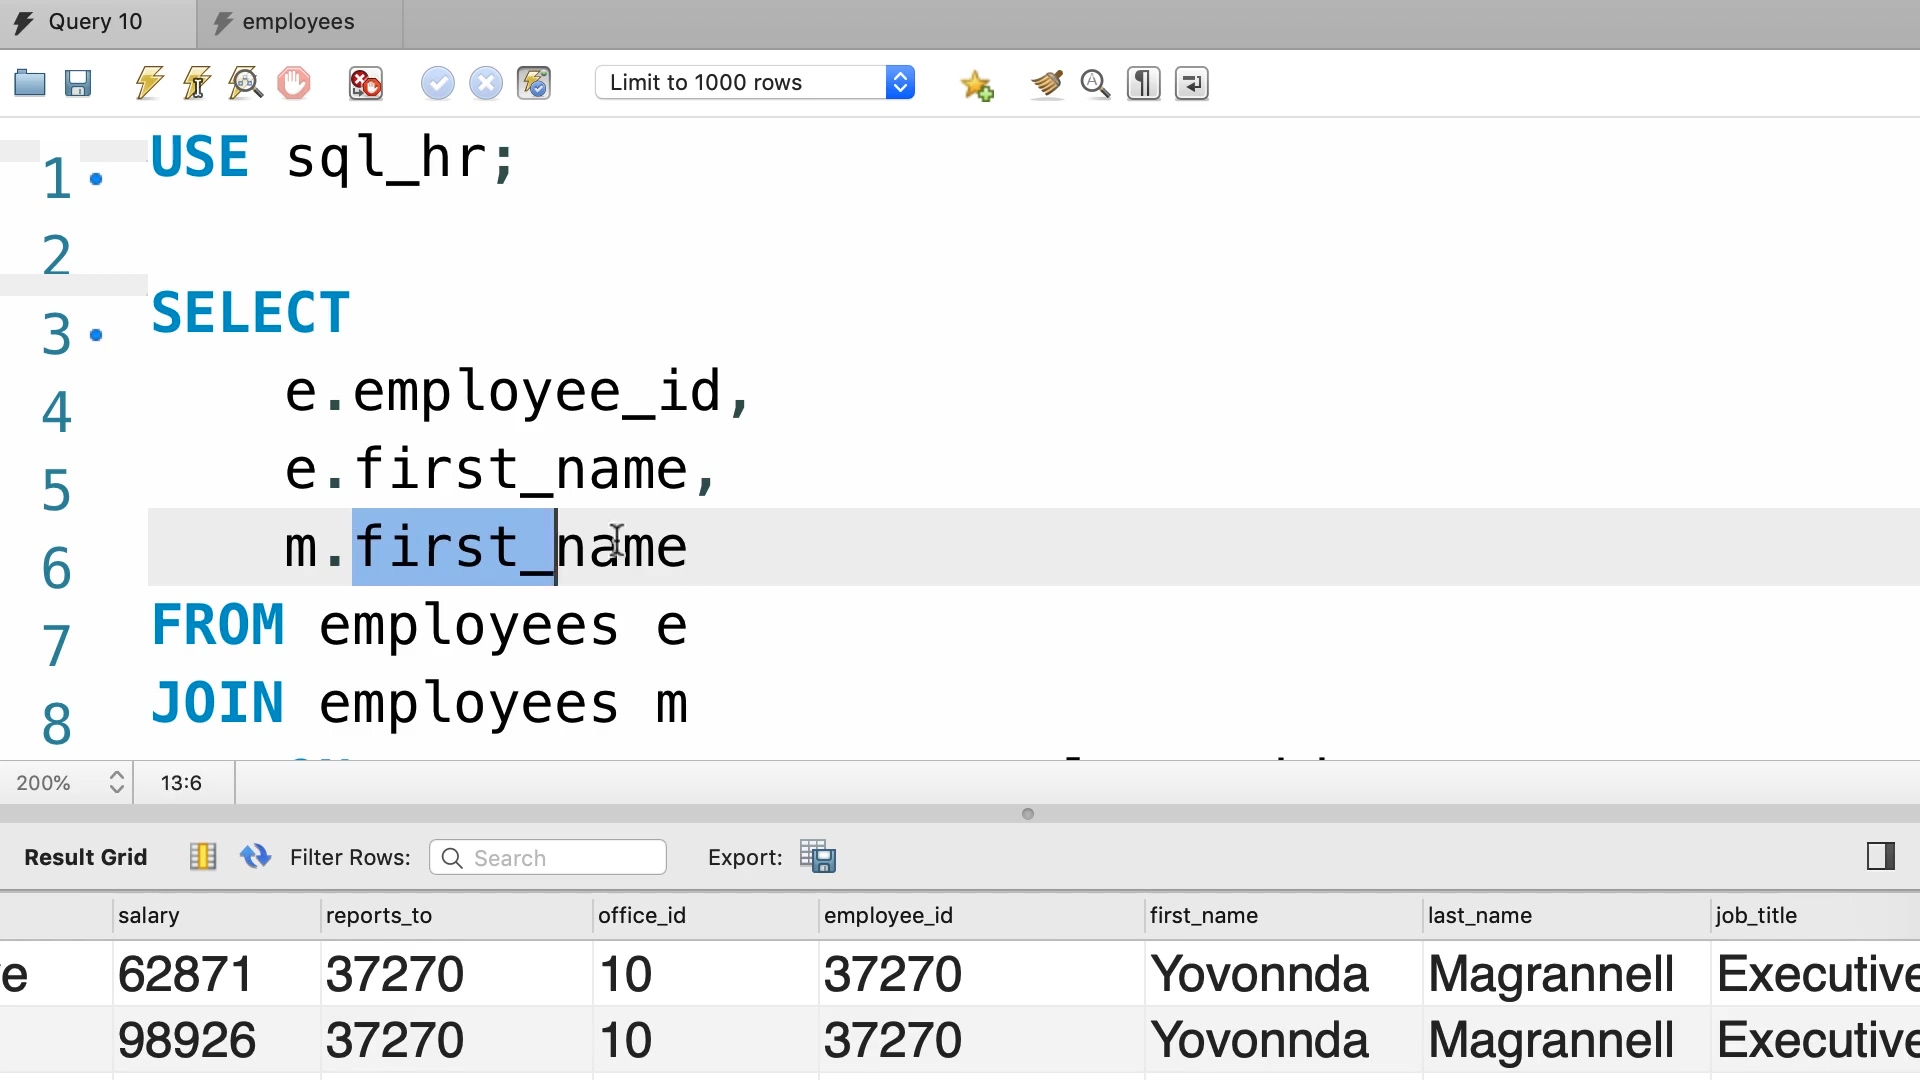 Query 10
employees
Limit to 1000 rows
1 USE sql_hr;
2
3 SELECT
4 e.employee_id,
5 e.first_name,
6 m.first_name
7 FROM employees e
8 JOIN employees m
200% 13:6
Result Grid Filter Rows: Search Export:
salary reports_to office_id employee_id first_name last_name job_title
e 62871 37270 10 37270 Yovonnda Magrannell Executive
98926 37270 10 37270 Yovonnda Magrannell Executive